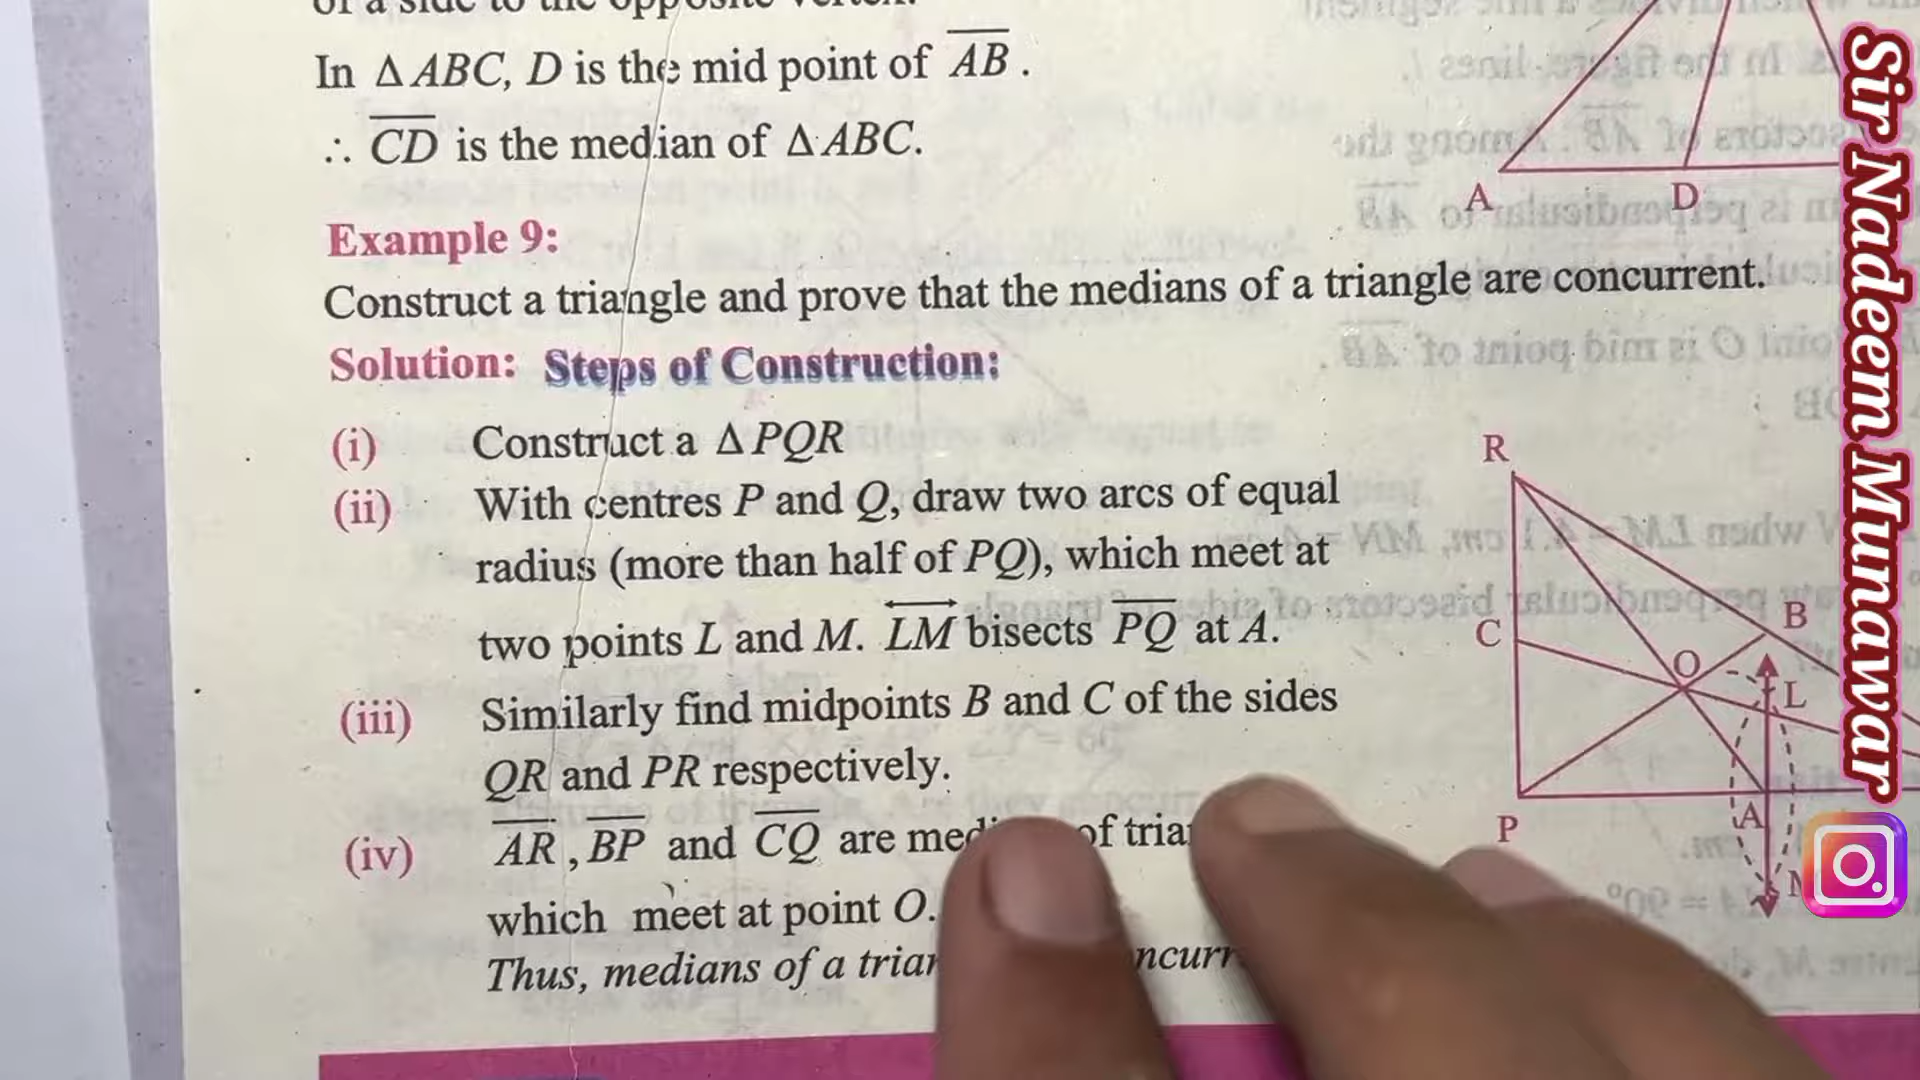 In ΔABC, D is the mid point of AB.
∴ CD is the median of ΔABC.
A D
Example 9:
Construct a triangle and prove that the medians of a triangle are concurrent.
Solution: Steps of Construction:
(i) Construct a ΔPQR
(ii) With centres P and Q, draw two arcs of equal
radius (more than half of PQ), which meet at
two points L and M. LM bisects PQ at A.
(iii) Similarly find midpoints B and C of the sides
QR and PR respectively.
(iv) AR, BP and CQ are of
which meet at point O.
Thus, medians of a
R
B
C
O
L
P
A
Sir Nadeem Munawar